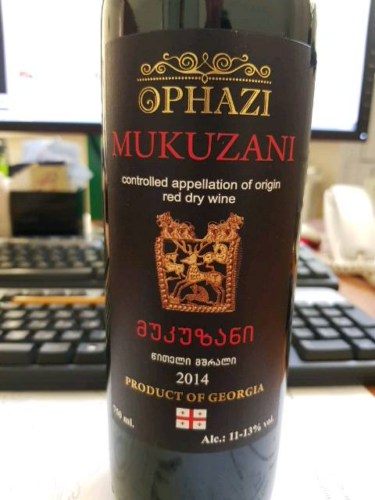 OPHAZI
MUKUZANI
controlled appellation of origin
red dry wine
მუკუზანი
წითელი მშრალი
2014
PRODUCT OF GEORGIA
750 ml.
Alc.: 11-13% vol.